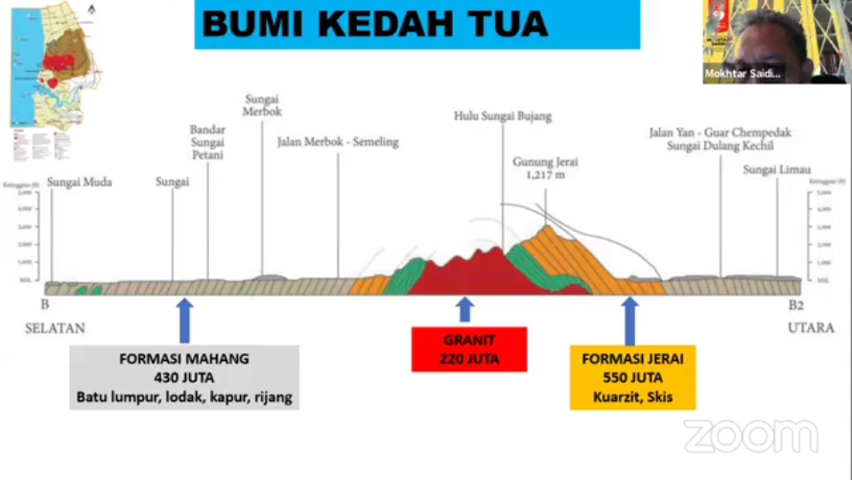 BUMI KEDAH TUA
Mokhtar Saidi...
Sungai
Merbok
Bandar
Sungai
Petani
Jalan Merbok - Semeling
Hulu Sungai Bujang
Gunung Jerai
1,217 m
Jalan Yan - Guar Chempedak
Sungai Dulang Kechil
Sungai Limau
Sungai Muda
Sungai
B
B2
SELATAN
UTARA
FORMASI MAHANG
430 JUTA
Batu lumpur, lodak, kapur, rijang
GRANIT
220 JUTA
FORMASI JERAI
550 JUTA
Kuarzit, Skis
zoom